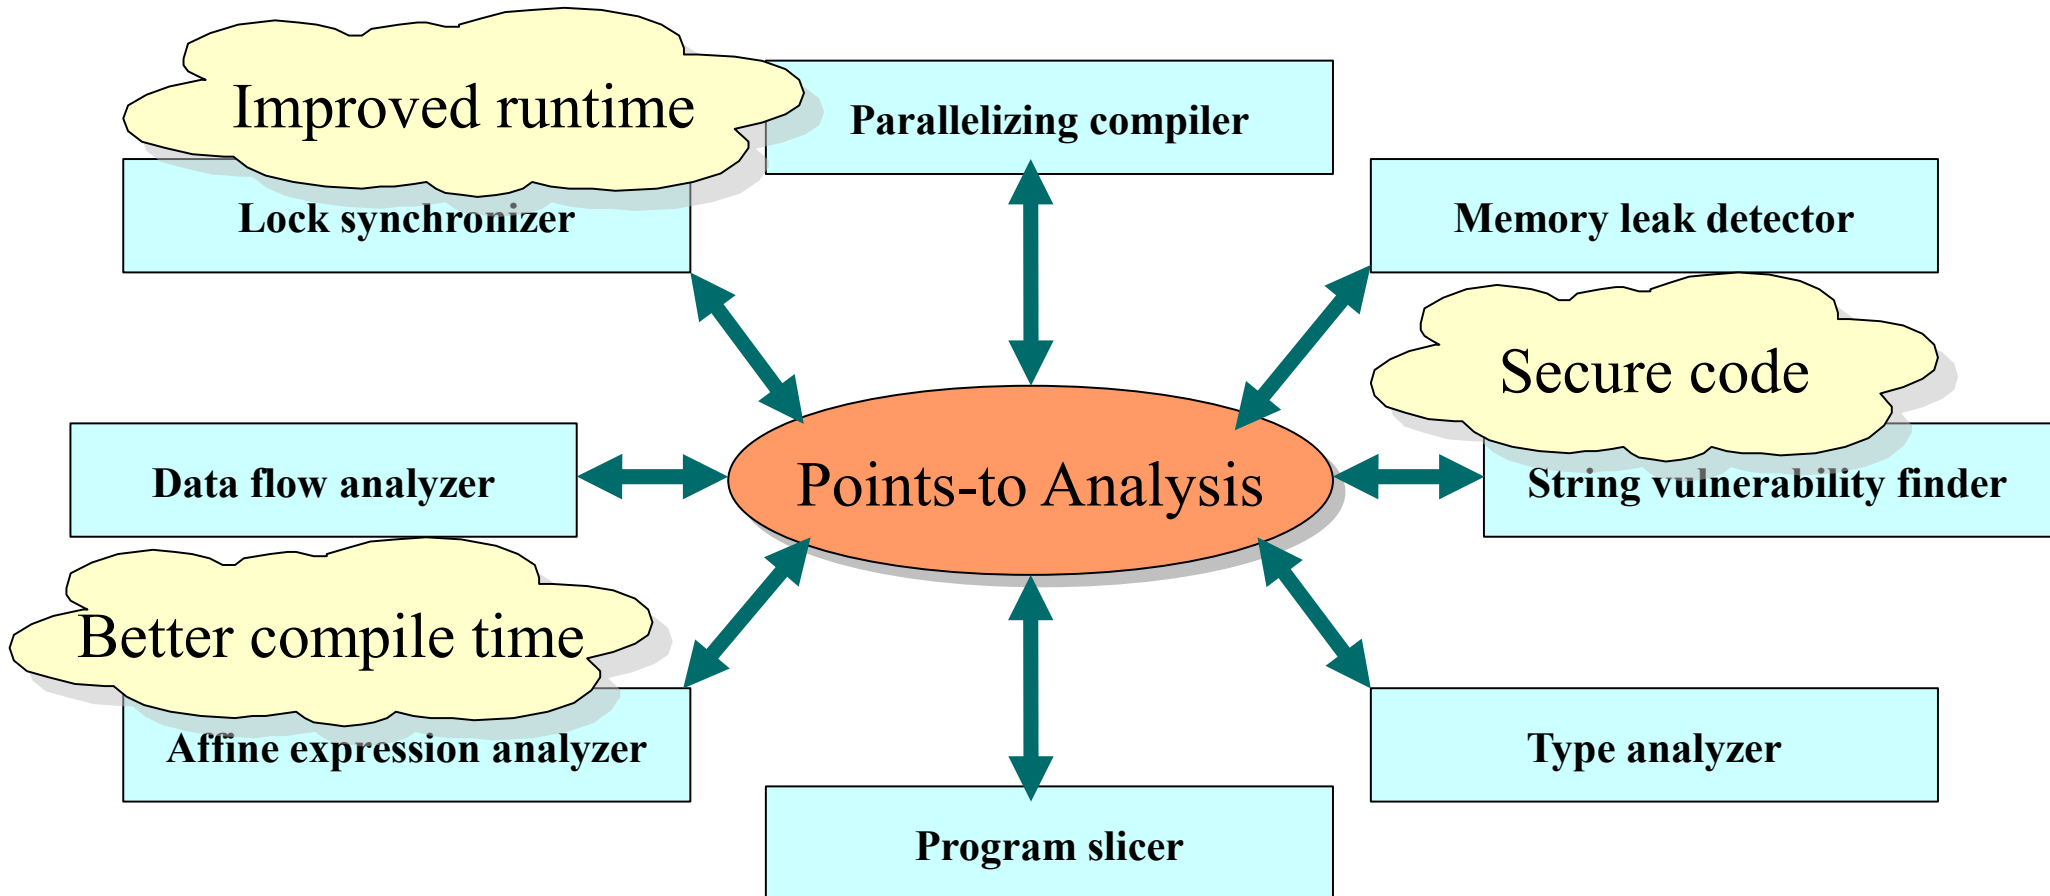 Improved runtime
Parallelizing compiler
Lock synchronizer
Memory leak detector
Secure code
Data flow analyzer
Points-to Analysis
String vulnerability finder
Better compile time
Affine expression analyzer
Type analyzer
Program slicer